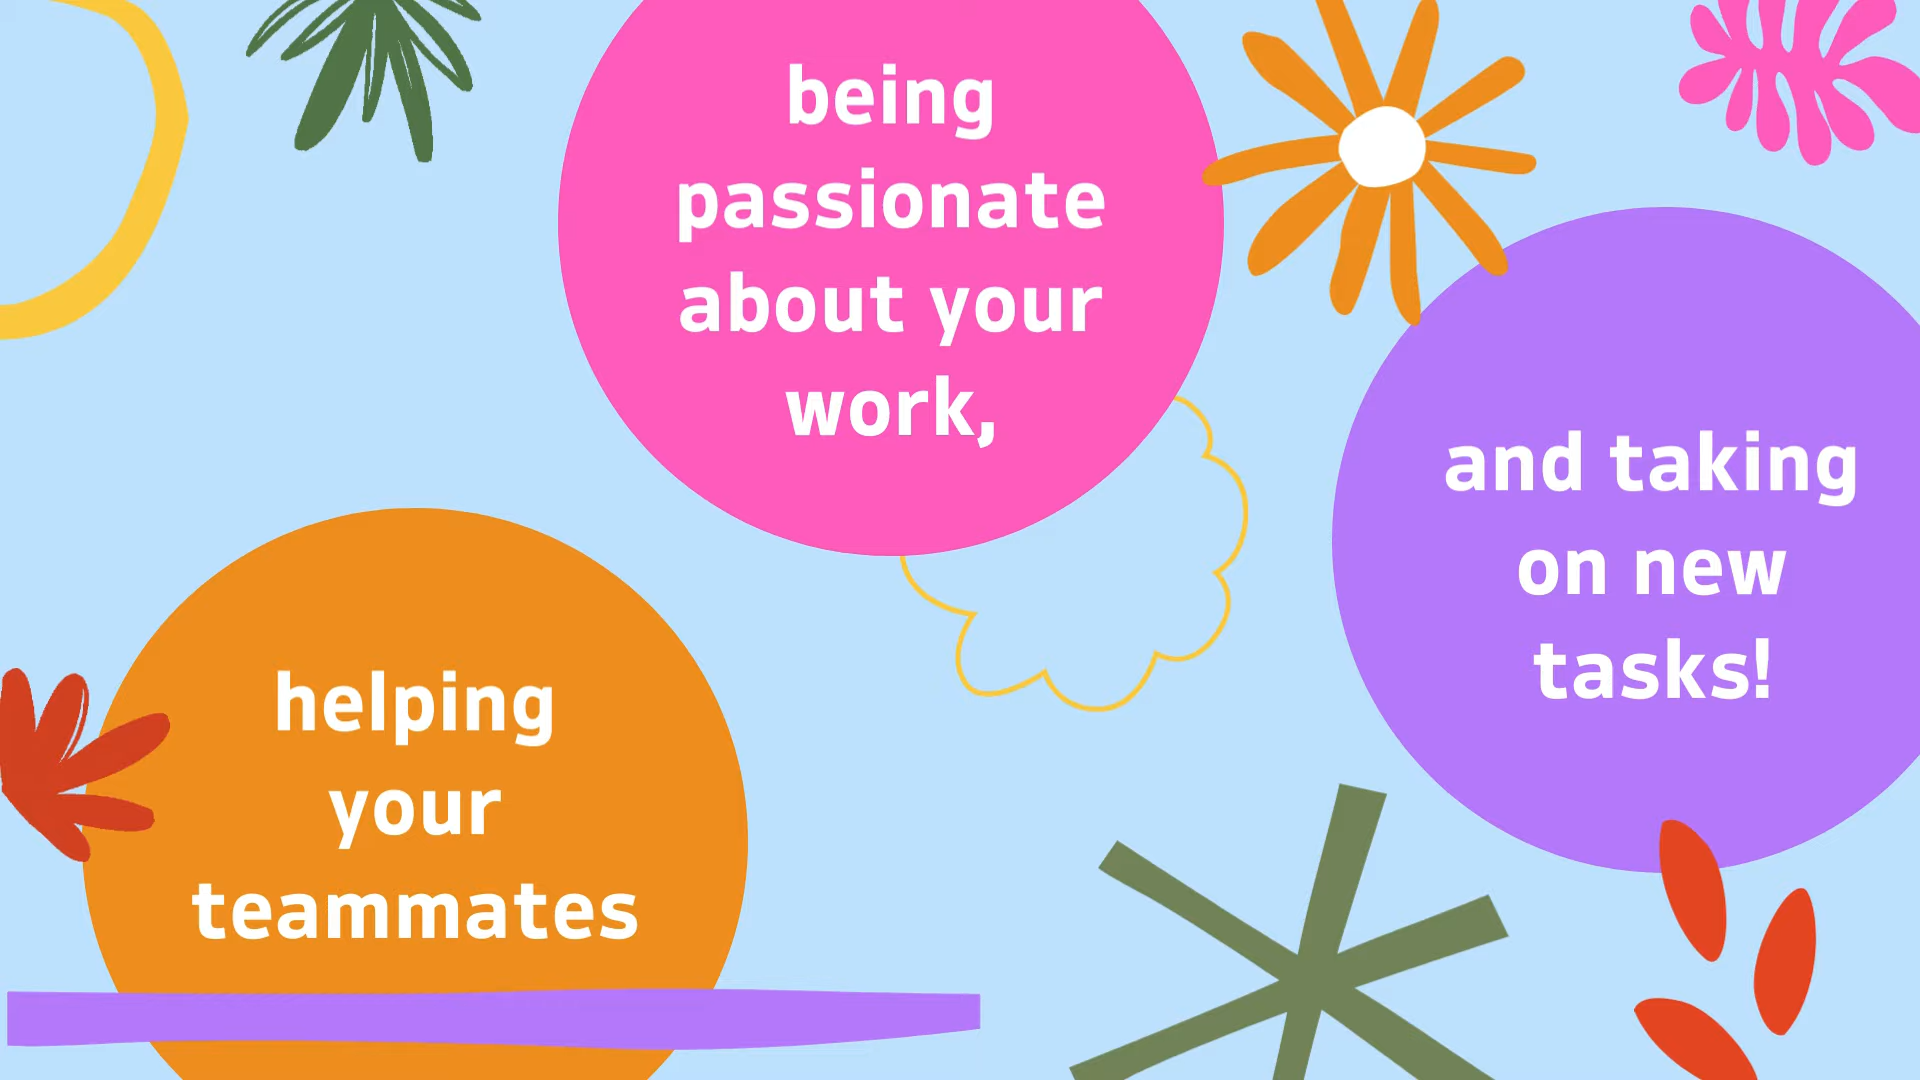 helping
your
teammates
being
passionate
about your
work,
and taking
on new
tasks!